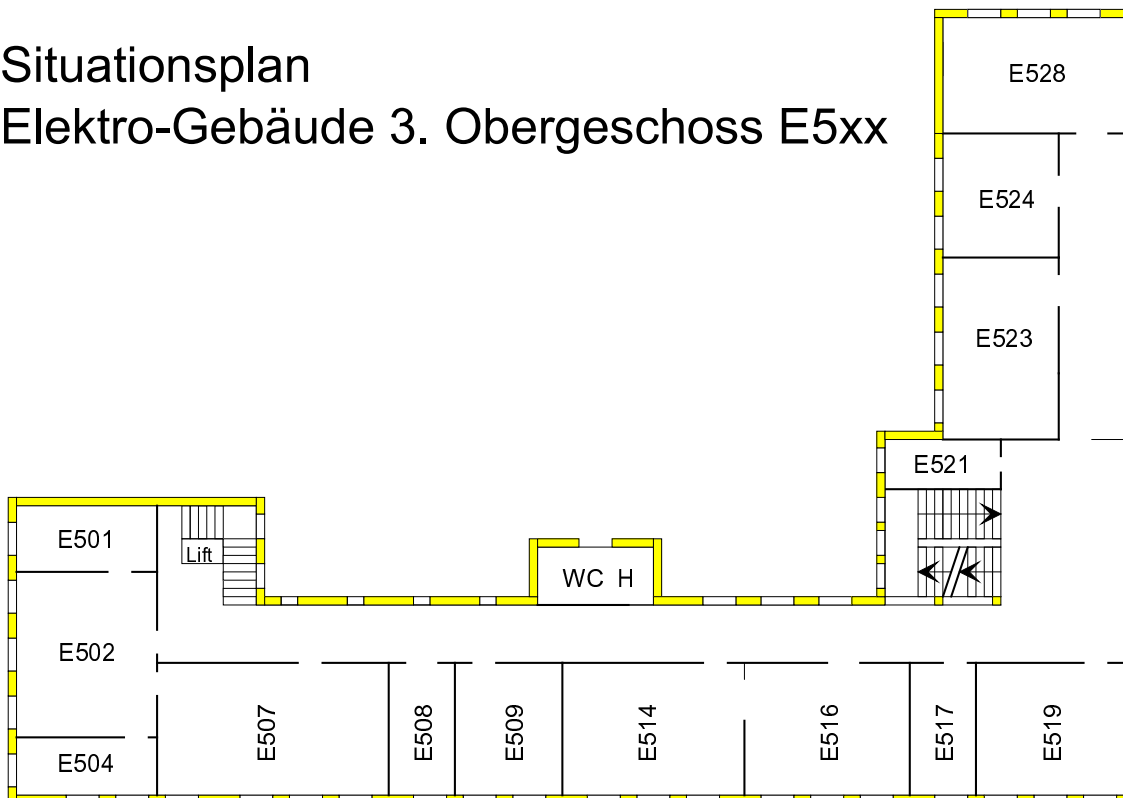 Situationsplan
Elektro-Gebäude 3. Obergeschoss E5xx
E528
E524
E523
E521
E501
Lift
WC H
E502
E507
E508
E509
E514
E516
E517
E519
E504